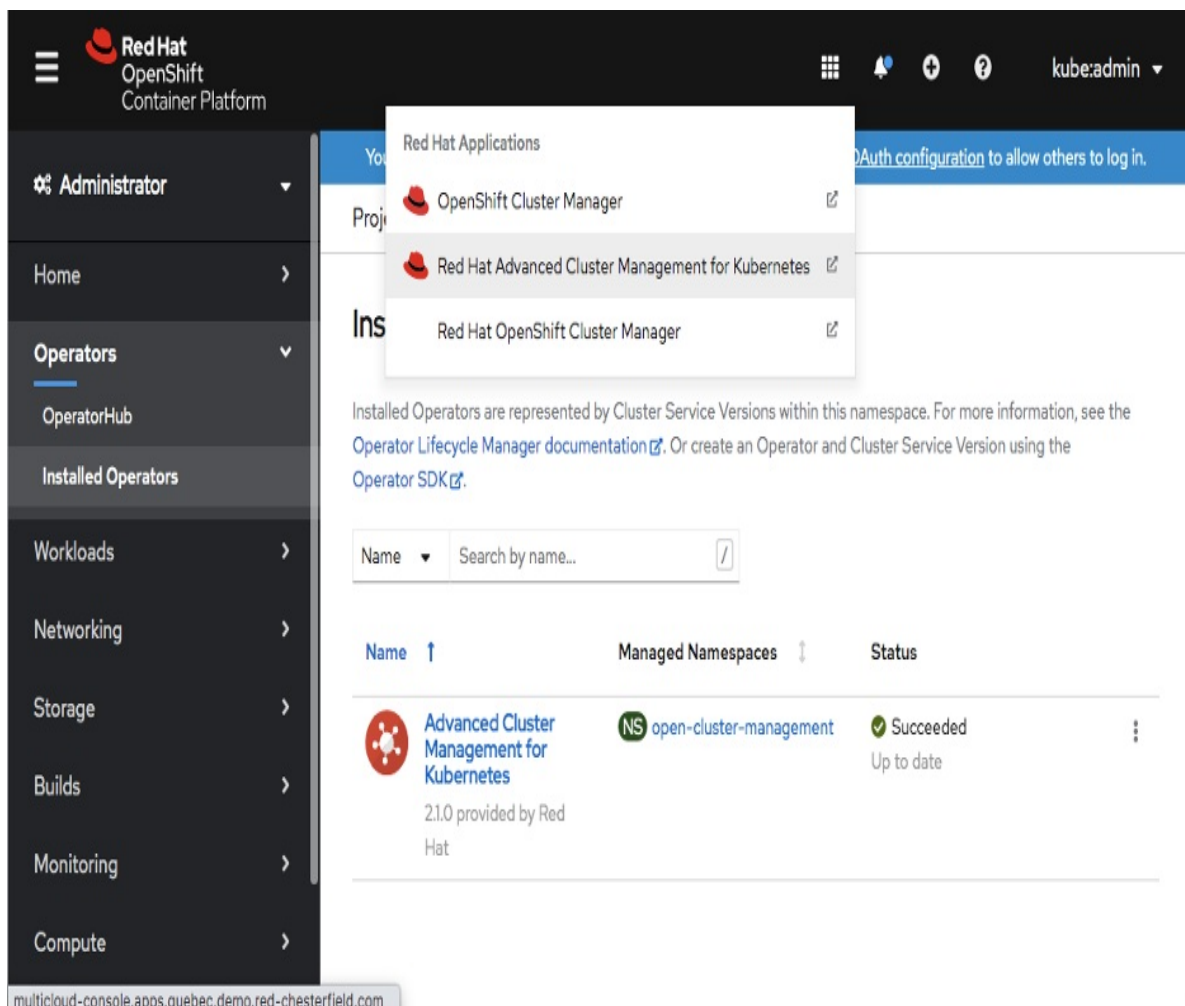 Red Hat
OpenShift
Container Platform
kube:admin
Red Hat Applications
OpenShift Cluster Manager
Red Hat Advanced Cluster Management for Kubernetes
Red Hat OpenShift Cluster Manager
OAuth configuration to allow others to log in.
Administrator
Home
Operators
OperatorHub
Installed Operators
Workloads
Networking
Storage
Builds
Monitoring
Compute
Ins
Installed Operators are represented by Cluster Service Versions within this namespace. For more information, see the
Operator Lifecycle Manager documentation. Or create an Operator and Cluster Service Version using the
Operator SDK.
Name
Search by name...
/
Name Managed Namespaces Status
Advanced Cluster
Management for
Kubernetes
2.1.0 provided by Red
Hat
NS open-cluster-management
Succeeded
Up to date
multicloud-console.apps.quebec.demo.red-chesterfield.com